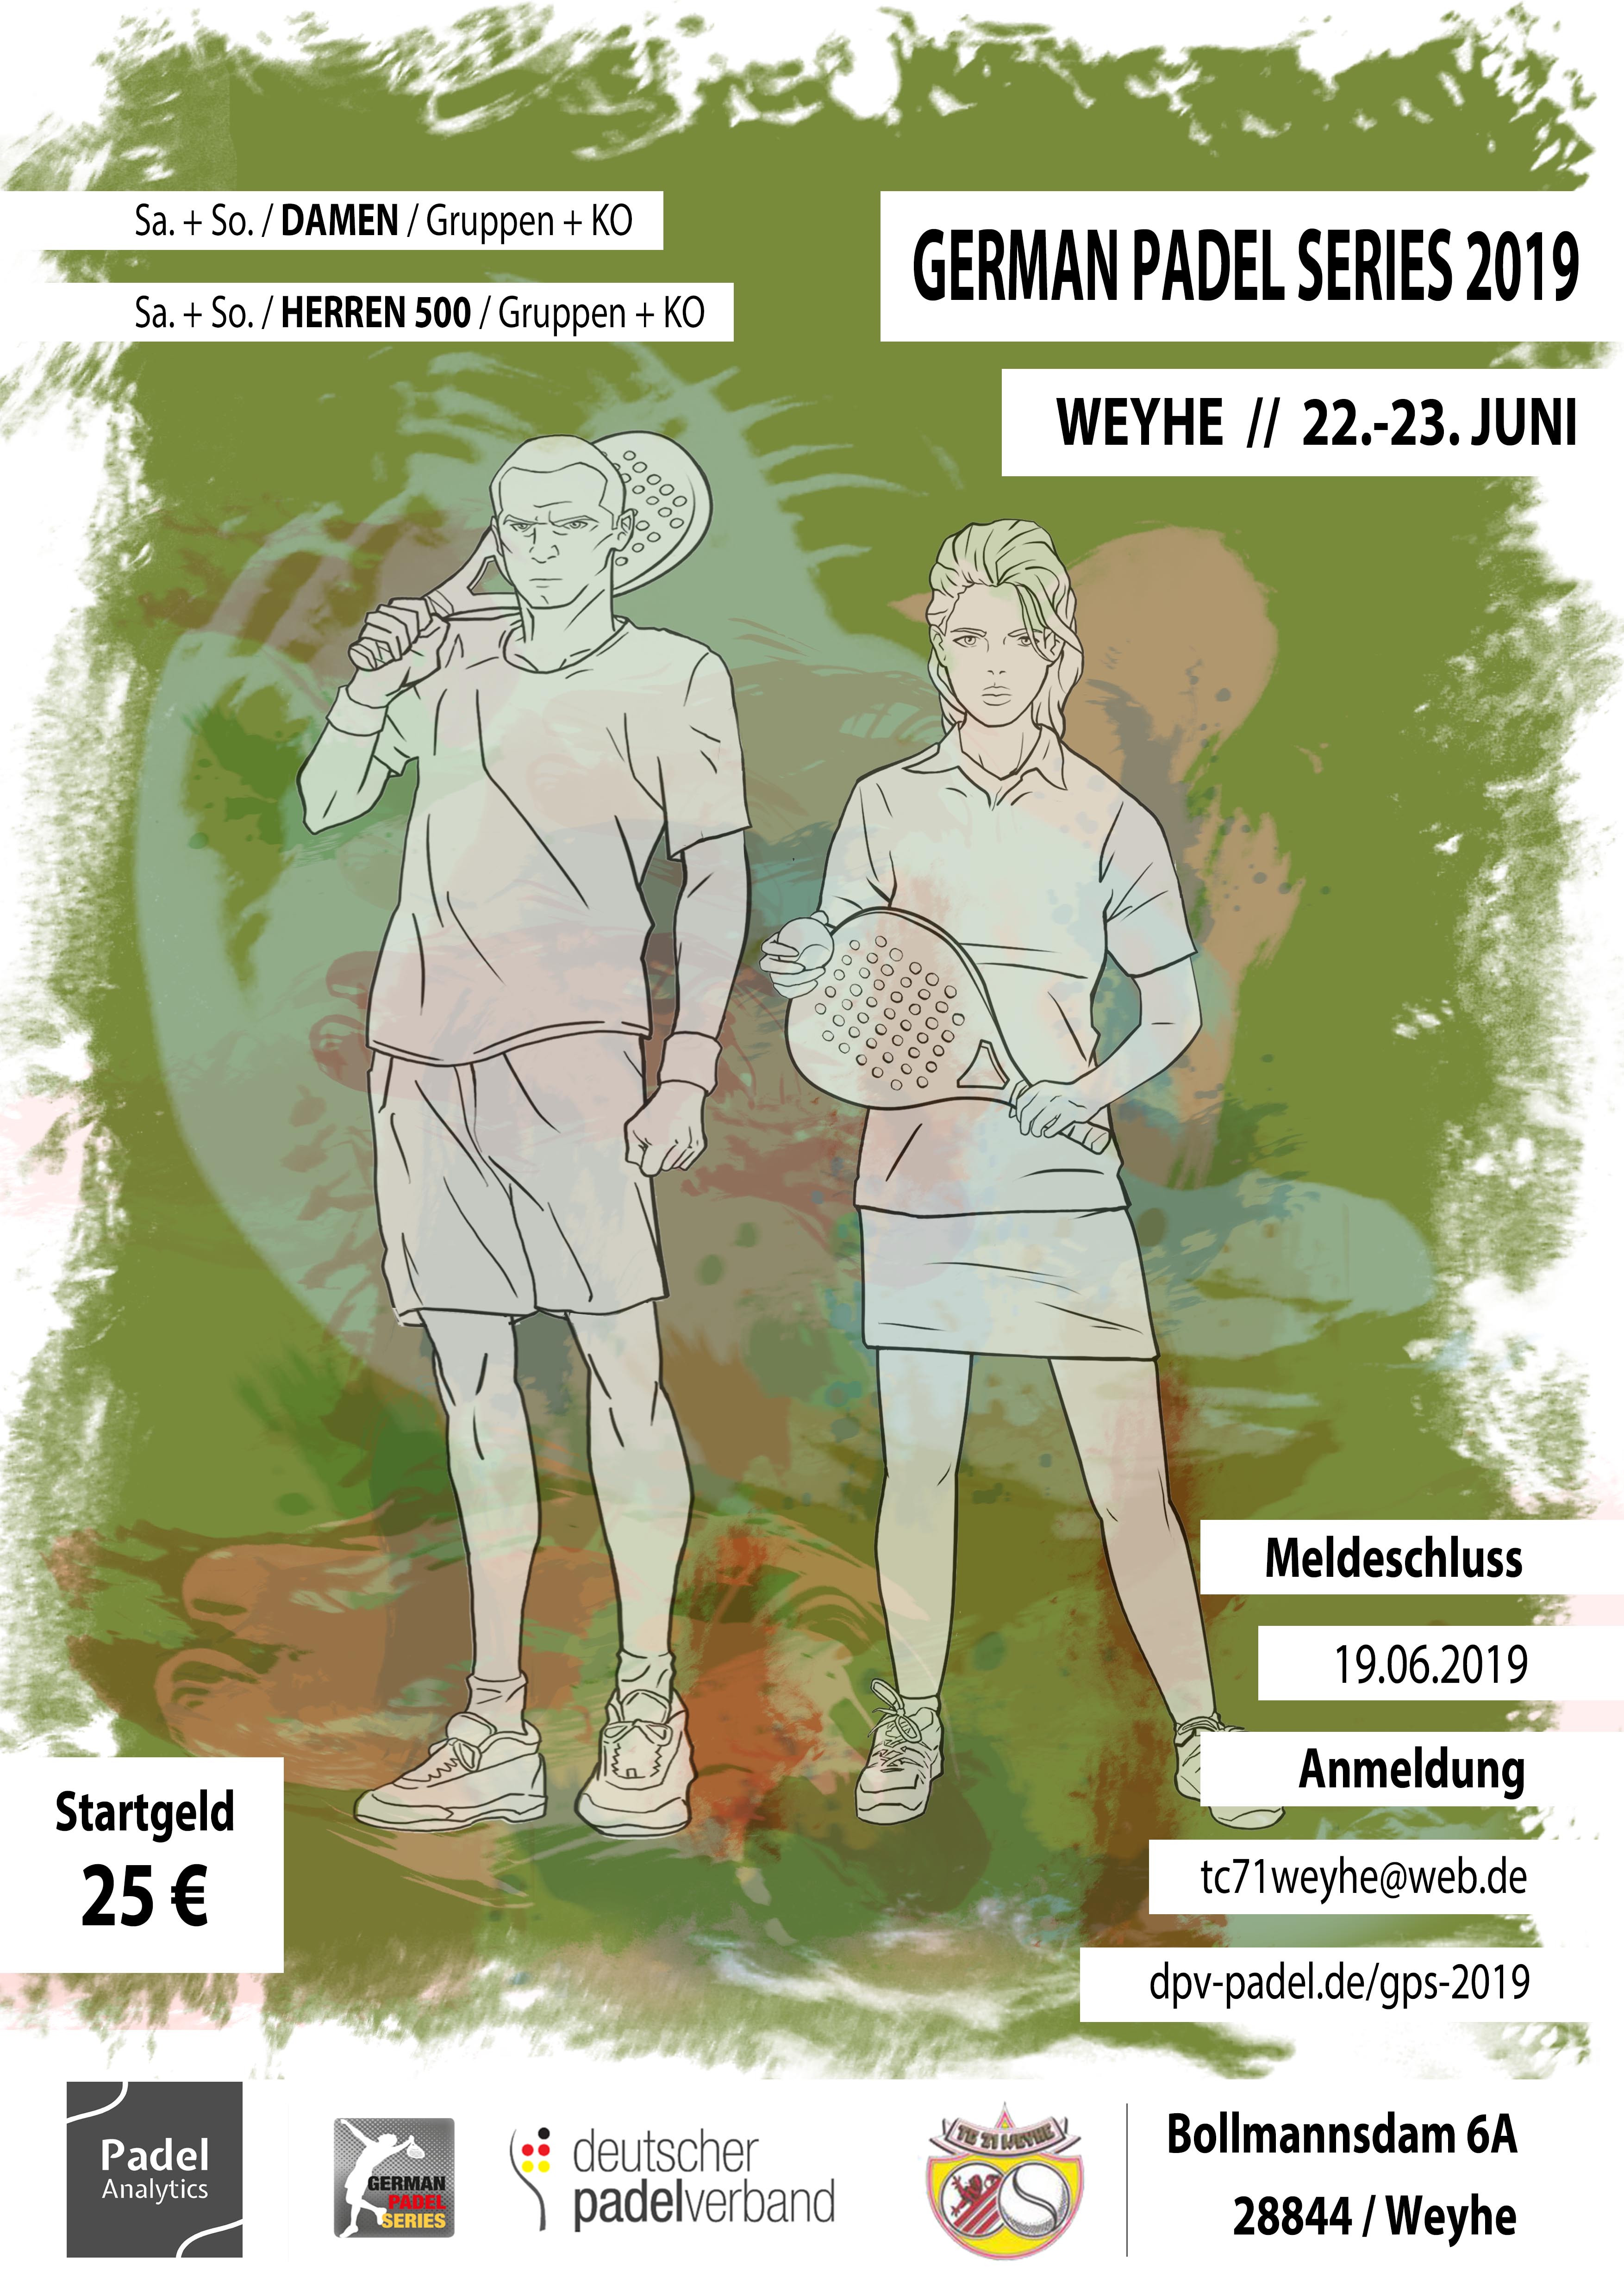 Sa. + So. / DAMEN / Gruppen + KO
Sa. + So. / HERREN 500 / Gruppen + KO
GERMAN PADEL SERIES 2019
WEYHE // 22.-23. JUNI
Meldeschluss
19.06.2019
Anmeldung
tc71weyhe@web.de
dpv-padel.de/gps-2019
Startgeld
25 €
Padel
Analytics
GERMAN
PADEL
SERIES
deutscher
padelverband
TC 71 WEYHE
Bollmannsdam 6A
28844 / Weyhe